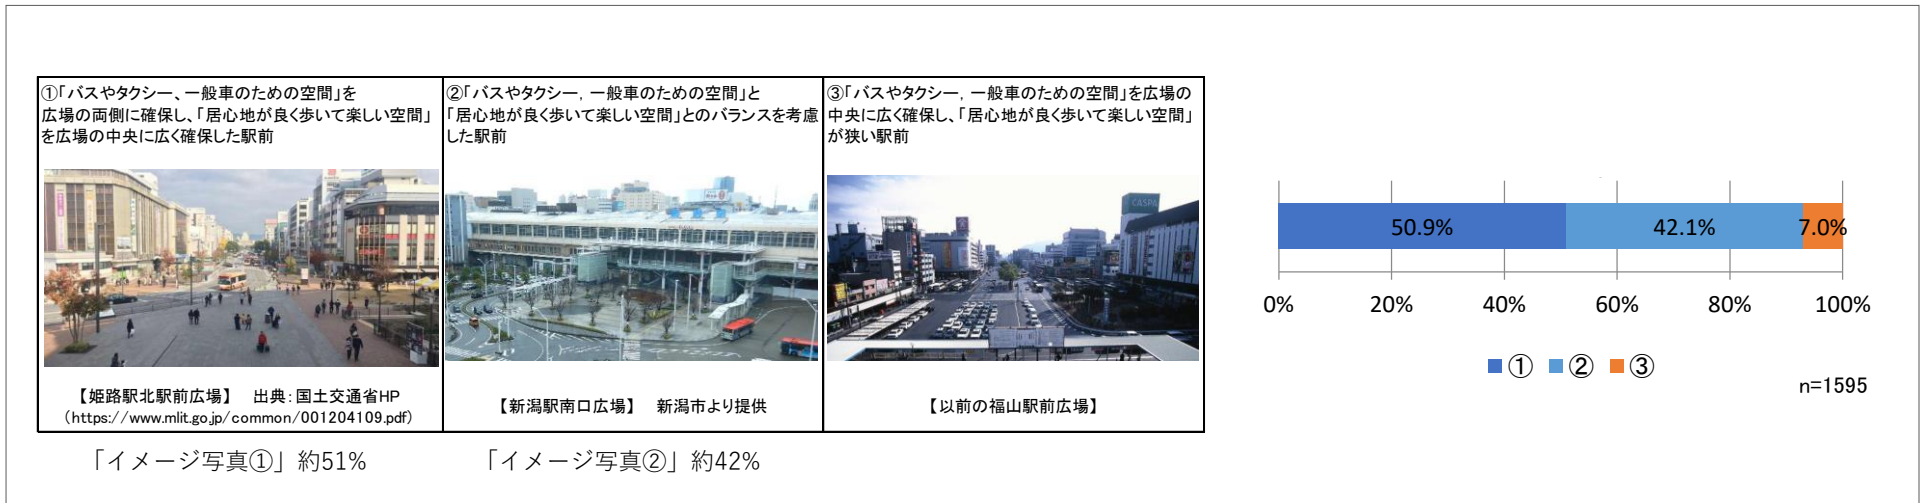 ①「バスやタクシー、一般車のための空間」を
広場の両側に確保し、「居心地が良く歩いて楽しい空間」
を広場の中央に広く確保した駅前
【姫路駅北駅前広場】　出典：国土交通省HP
（https://www.mlit.go.jp/common/001204109.pdf）
②「バスやタクシー，一般車のための空間」と
「居心地が良く歩いて楽しい空間」とのバランスを考慮
した駅前
【新潟駅南口広場】　新潟市より提供
③「バスやタクシー，一般車のための空間」を広場の
中央に広く確保し、「居心地が良く歩いて楽しい空間」
が狭い駅前
CASPA
【以前の福山駅前広場】
「イメージ写真①」約51%
「イメージ写真②」約42%
50.9% 42.1% 7.0%
0% 20% 40% 60% 80% 100%
① ② ③
n=1595